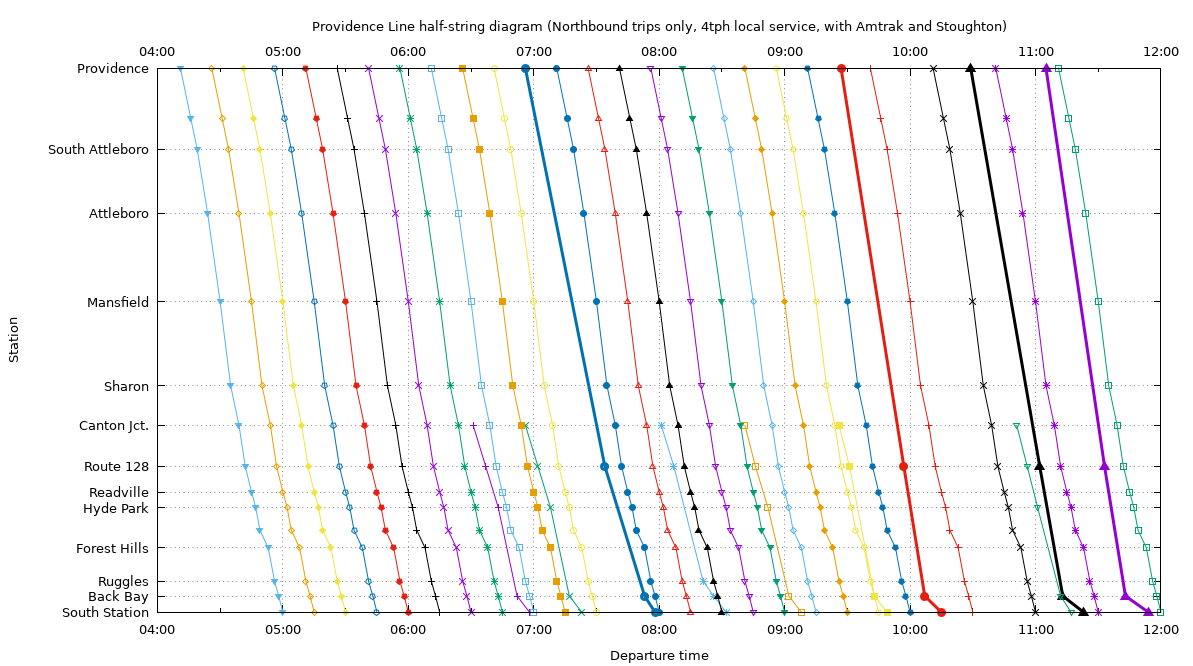 Providence Line half-string diagram (Northbound trips only, 4tph local service, with Amtrak and Stoughton)
04:00 05:00 06:00 07:00 08:00 09:00 10:00 11:00 12:00
Providence
South Attleboro
Attleboro
Mansfield
Sharon
Canton Jct.
Route 128
Readville
Hyde Park
Forest Hills
Ruggles
Back Bay
South Station
04:00 05:00 06:00 07:00 08:00 09:00 10:00 11:00 12:00
Station
Departure time